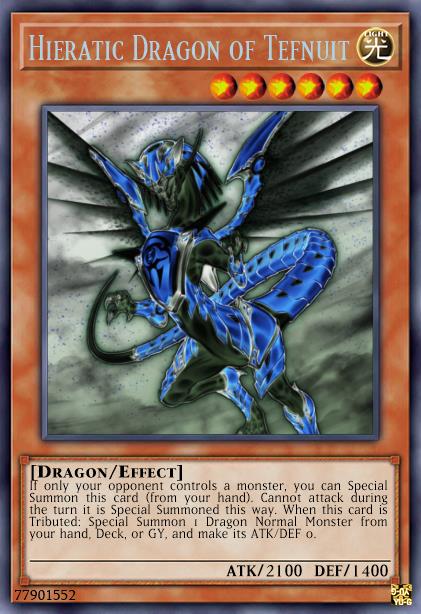 Hieratic Dragon of Tefnuit
LIGHT
光
[Dragon/Effect]
If only your opponent controls a monster, you can Special
Summon this card (from your hand). Cannot attack during
the turn it is Special Summoned this way. When this card is
Tributed: Special Summon 1 Dragon Normal Monster from
your hand, Deck, or GY, and make its ATK/DEF 0.
ATK/2100 DEF/1400
77901552